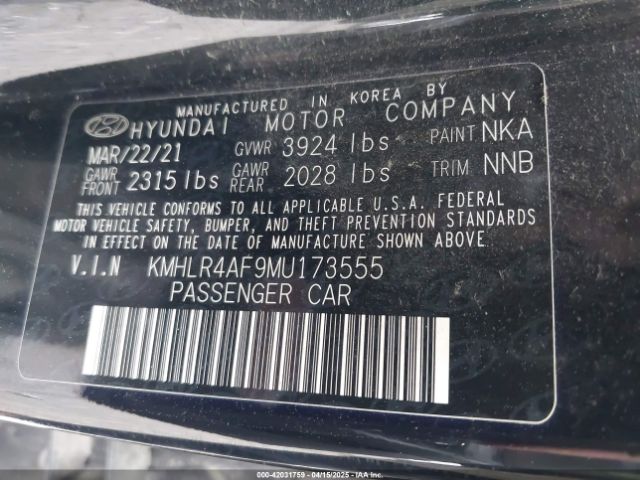 MANUFACTURED IN KOREA BY
HYUNDAI MOTOR COMPANY
MAR/22/21 GVWR 3924 lbs PAINT NKA
GAWR FRONT 2315 lbs GAWR REAR 2028 lbs TRIM NNB
THIS VEHICLE CONFORMS TO ALL APPLICABLE U.S.A. FEDERAL
MOTOR VEHICLE SAFETY, BUMPER, AND THEFT PREVENTION STANDARDS
IN EFFECT ON THE DATE OF MANUFACTURE SHOWN ABOVE.
V.I.N KMHLR4AF9MU173555
PASSENGER CAR
000-42031759 - 04/15/2025 - IAAI.COM